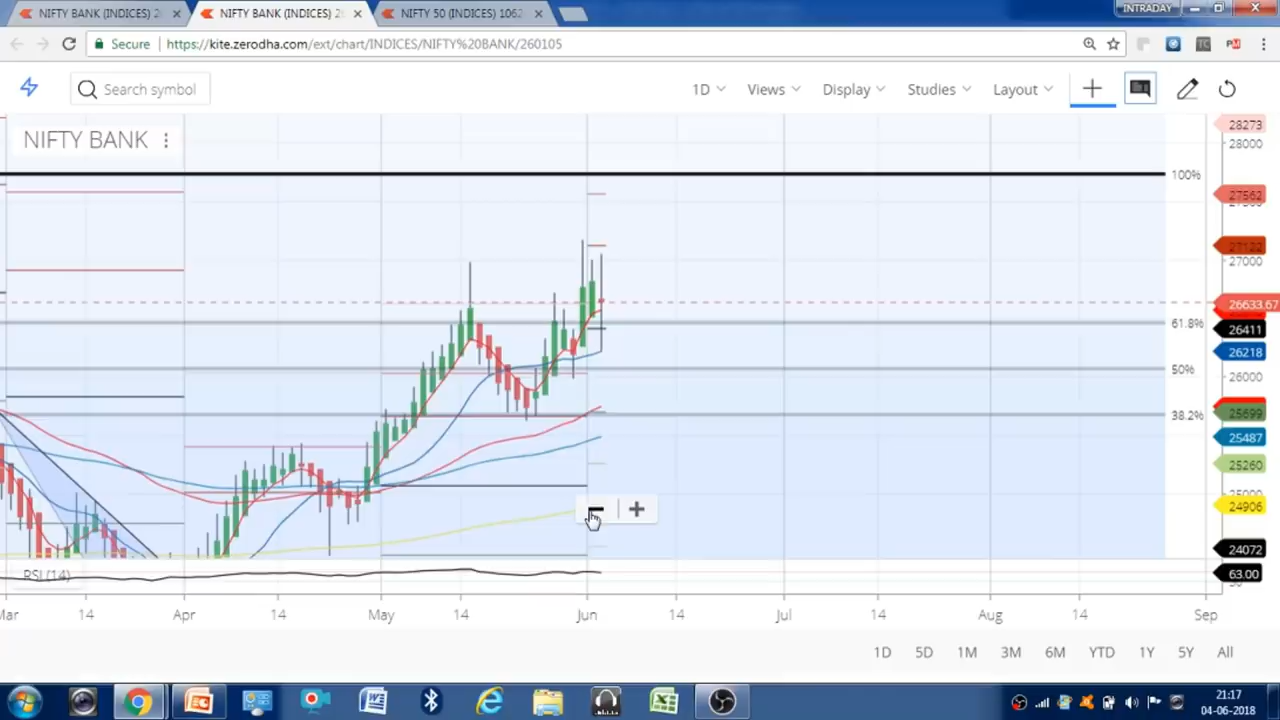 NIFTY BANK (INDICES) 2
NIFTY BANK (INDICES) 2
NIFTY 50 (INDICES) 1062
INTRADAY
Secure
https://kite.zerodha.com/ext/chart/INDICES/NIFTY%20BANK/260105
Search symbol
1D
Views
Display
Studies
Layout
NIFTY BANK
28273
28000
100%
27562
27122
27000
26633.67
61.8%
26411
26218
50%
26000
25699
38.2%
25487
25260
25000
24906
24072
RSI (14)
63.00
Mar
14
Apr
14
May
14
Jun
14
Jul
14
Aug
14
Sep
1D
5D
1M
3M
6M
YTD
1Y
5Y
All
21:17
04-06-2018